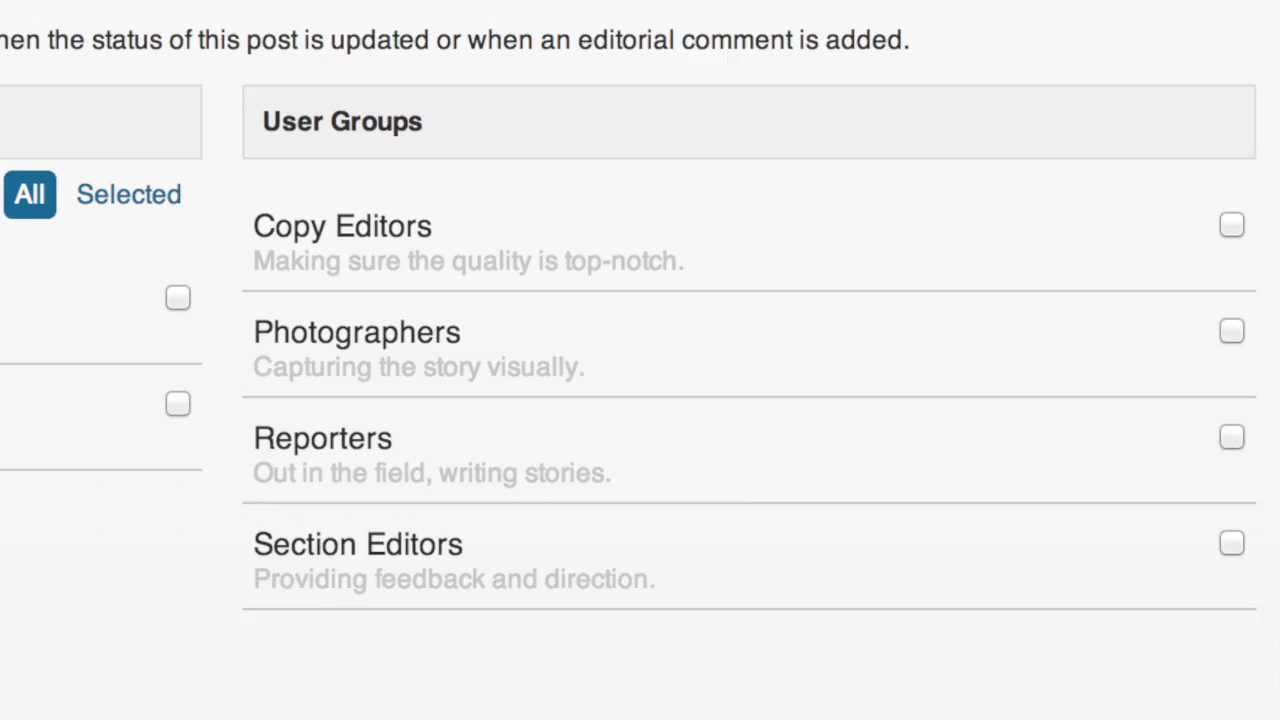 the status of this post is updated or when an editorial comment is added.
User Groups
All Selected
Copy Editors
Making sure the quality is top-notch.
Photographers
Capturing the story visually.
Reporters
Out in the field, writing stories.
Section Editors
Providing feedback and direction.